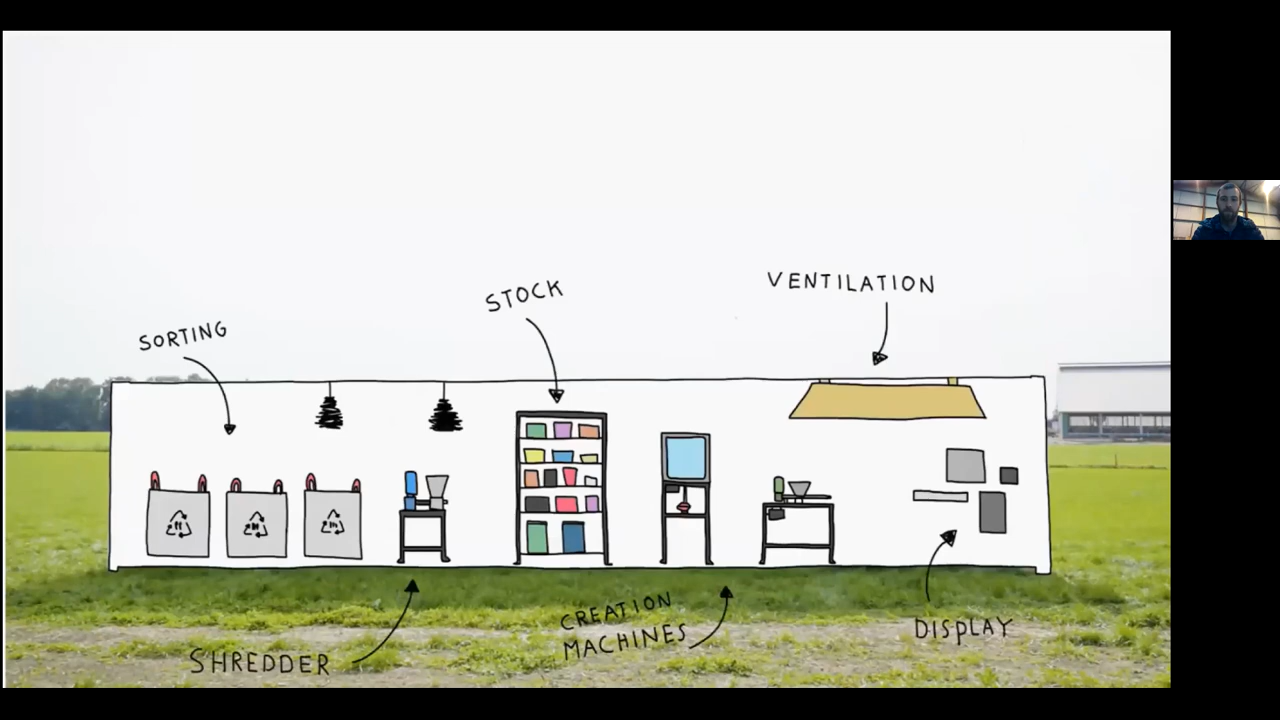 SORTING
STOCK
VENTILATION
SHREDDER
CREATION
MACHINES
DISPLAY